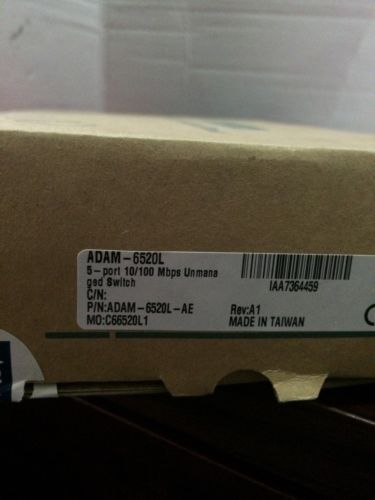 ADAM-6520L
5-port 10/100 Mbps Unmana
ged Switch
C/N:
P/N:ADAM-6520L-AE
MO:C66520L1
IAA7364459
Rev:A1
MADE IN TAIWAN